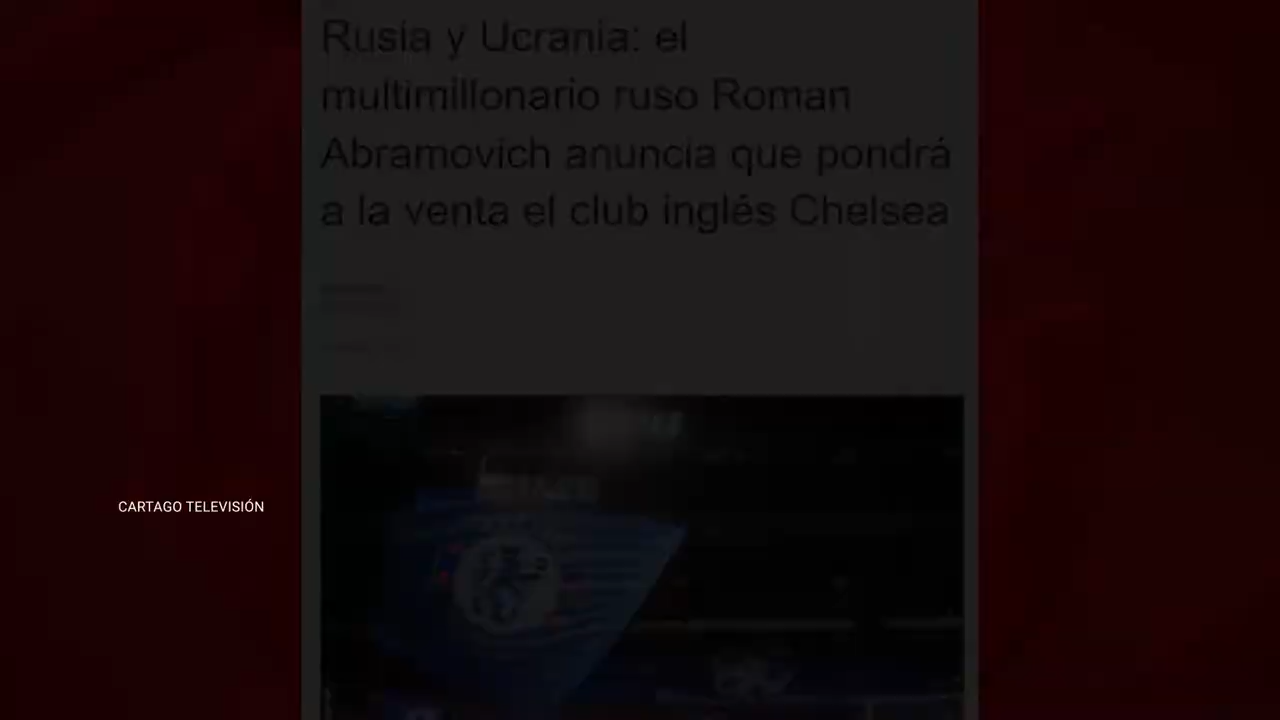 Rusia y Ucrania: el
multimillonario ruso Roman
Abramovich anuncia que pondrá
a la venta el club inglés Chelsea
CARTAGO TELEVISIÓN